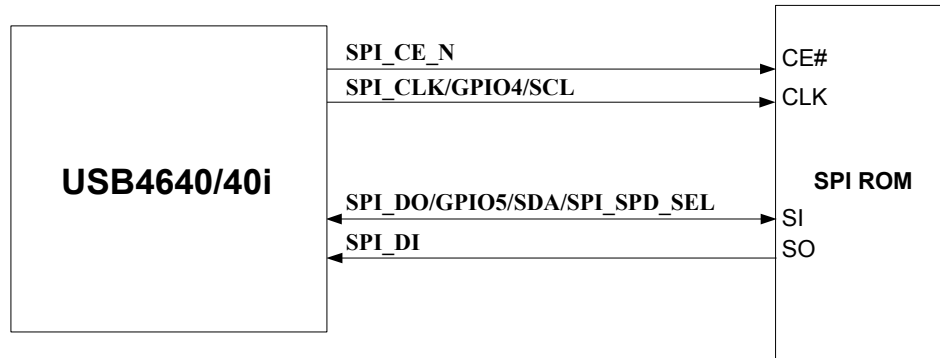 SPI_CE_N
CE#
SPI_CLK/GPIO4/SCL
CLK
USB4640/40i
SPI ROM
SPI_DO/GPIO5/SDA/SPI_SPD_SEL
SI
SPI_DI
SO